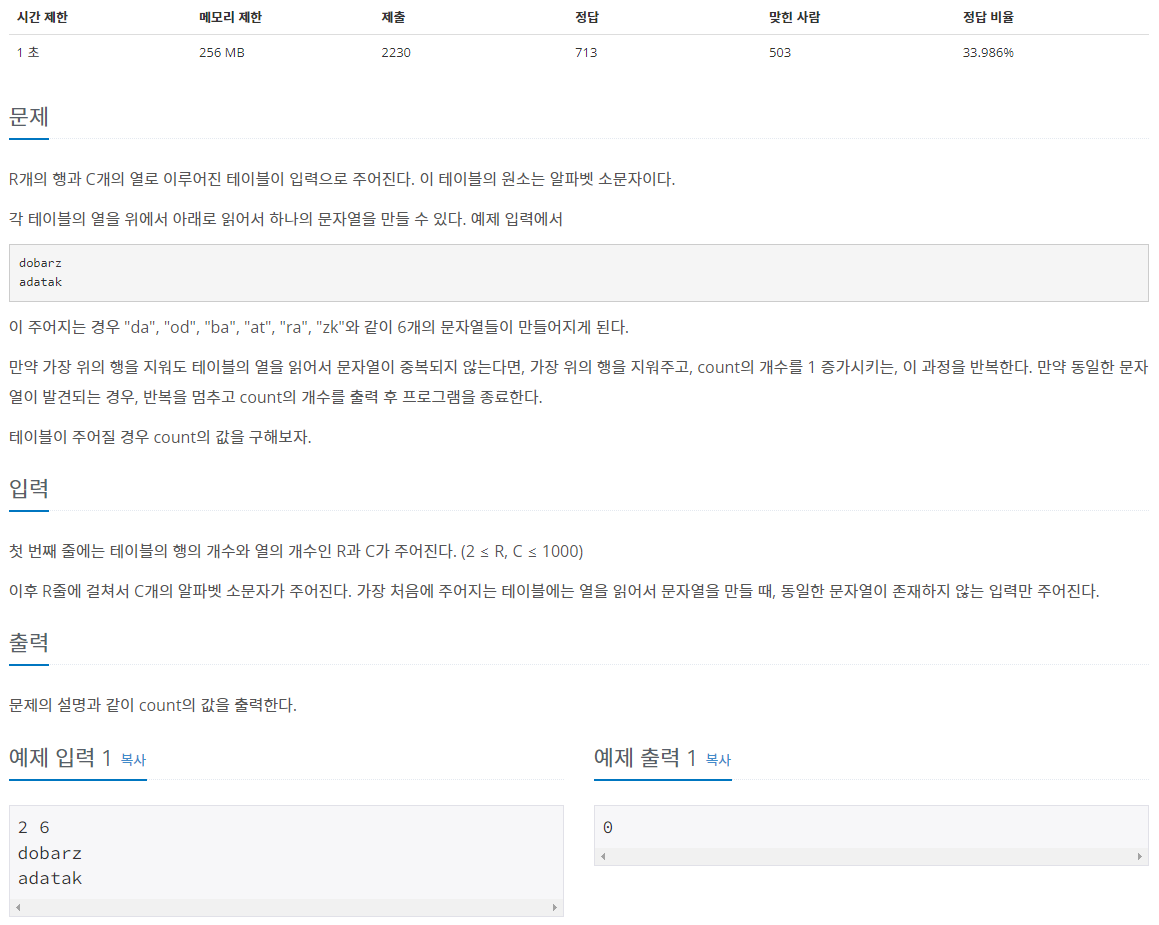 시간 제한 메모리 제한 제출 정답 맞힌 사람 정답 비율
1 초 256 MB 2230 713 503 33.986%
문제
R개의 행과 C개의 열로 이루어진 테이블이 입력으로 주어진다. 이 테이블의 원소는 알파벳 소문자이다.
각 테이블의 열을 위에서 아래로 읽어서 하나의 문자열을 만들 수 있다. 예제 입력에서
dobarz
adatak
이 주어지는 경우 "da", "od", "ba", "at", "ra", "zk"와 같이 6개의 문자열들이 만들어지게 된다.
만약 가장 위의 행을 지워도 테이블의 열을 읽어서 문자열이 중복되지 않는다면, 가장 위의 행을 지워주고, count의 개수를 1 증가시키는, 이 과정을 반복한다. 만약 동일한 문자
열이 발견되는 경우, 반복을 멈추고 count의 개수를 출력 후 프로그램을 종료한다.
테이블이 주어질 경우 count의 값을 구해보자.
입력
첫 번째 줄에는 테이블의 행의 개수와 열의 개수인 R과 C가 주어진다. (2 ≤ R, C ≤ 1000)
이후 R줄에 걸쳐서 C개의 알파벳 소문자가 주어진다. 가장 처음에 주어지는 테이블에는 열을 읽어서 문자열을 만들 때, 동일한 문자열이 존재하지 않는 입력만 주어진다.
출력
문제의 설명과 같이 count의 값을 출력한다.
예제 입력 1 복사
2 6
dobarz
adatak
예제 출력 1 복사
0